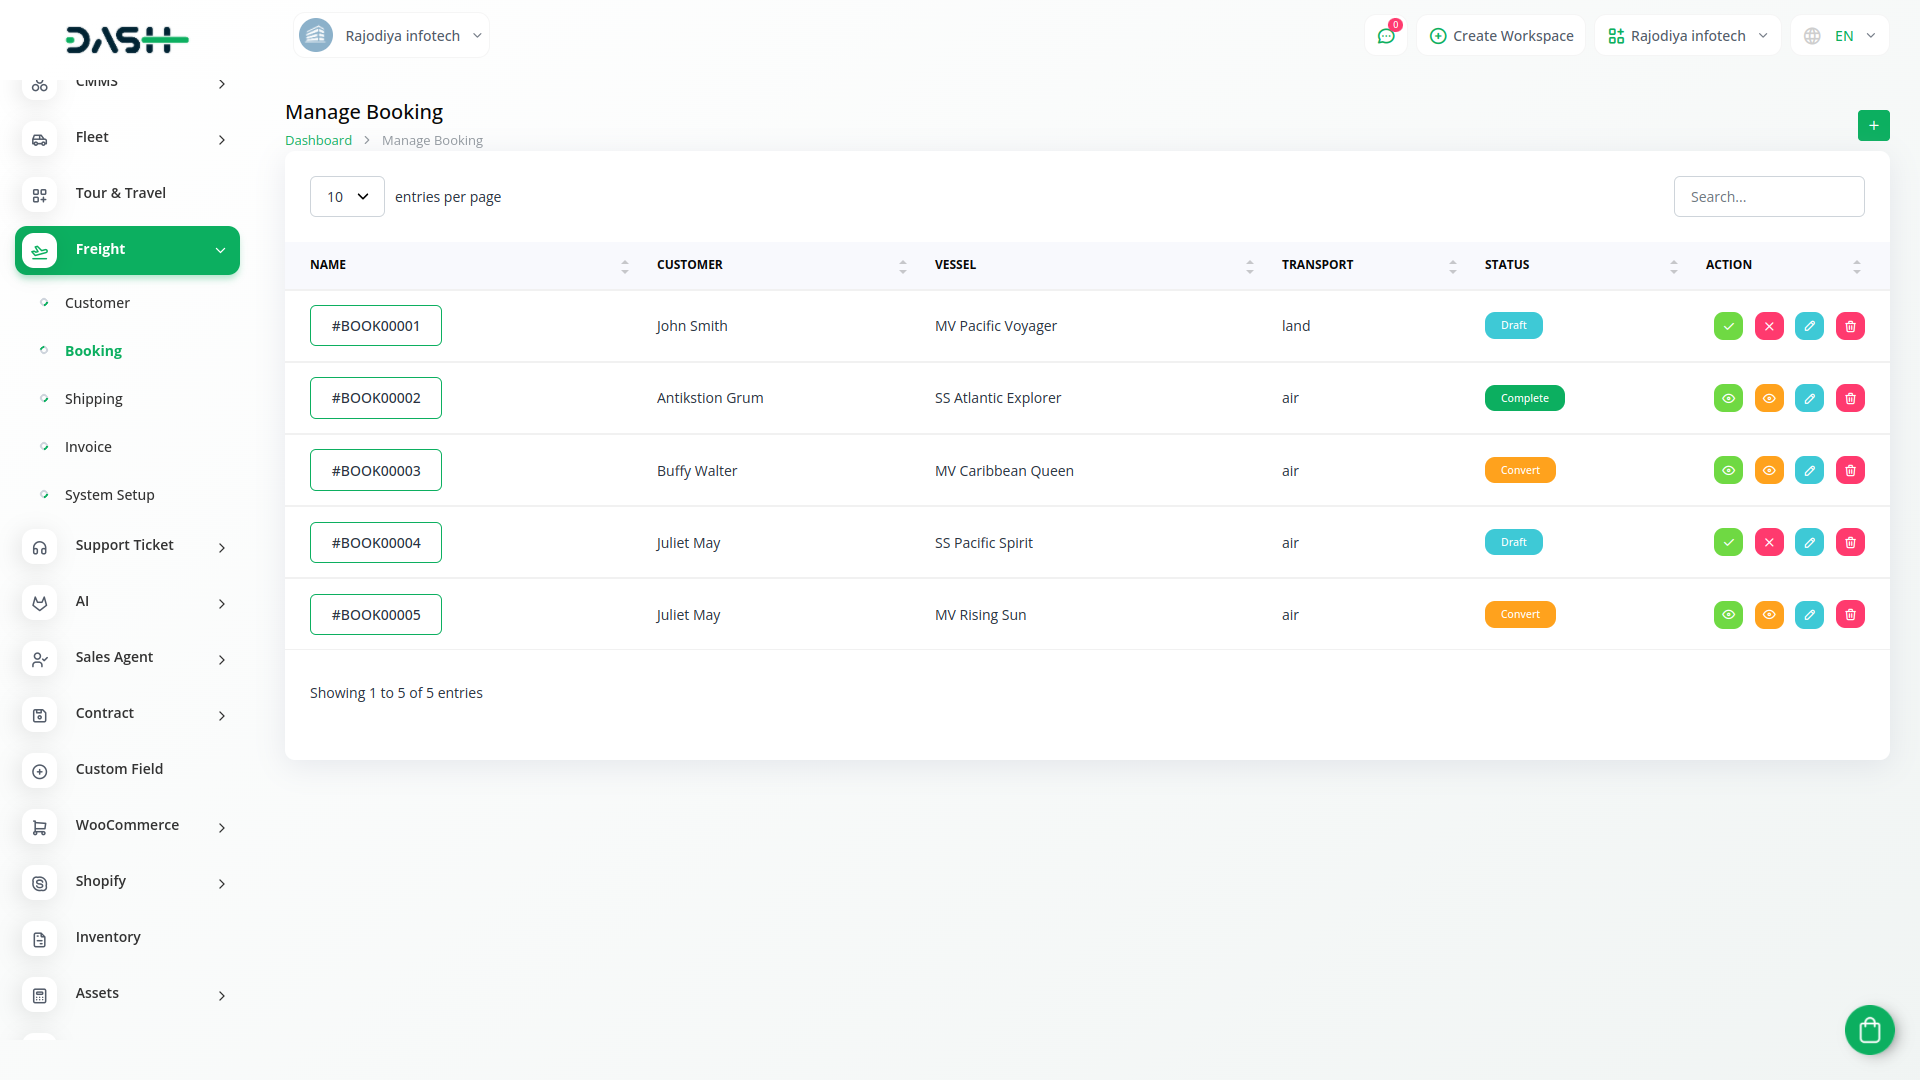 DASH
Rajodiya infotech
0
Create Workspace
Rajodiya infotech
EN
CMMS
Fleet
Tour & Travel
Freight
Customer
Booking
Shipping
Invoice
System Setup
Support Ticket
AI
Sales Agent
Contract
Custom Field
WooCommerce
Shopify
Inventory
Assets
Manage Booking
Dashboard > Manage Booking
+
10 entries per page
Search...
NAME CUSTOMER VESSEL TRANSPORT STATUS ACTION
#BOOK00001 John Smith MV Pacific Voyager land Draft
#BOOK00002 Antikstion Grum SS Atlantic Explorer air Complete
#BOOK00003 Buffy Walter MV Caribbean Queen air Convert
#BOOK00004 Juliet May SS Pacific Spirit air Draft
#BOOK00005 Juliet May MV Rising Sun air Convert
Showing 1 to 5 of 5 entries